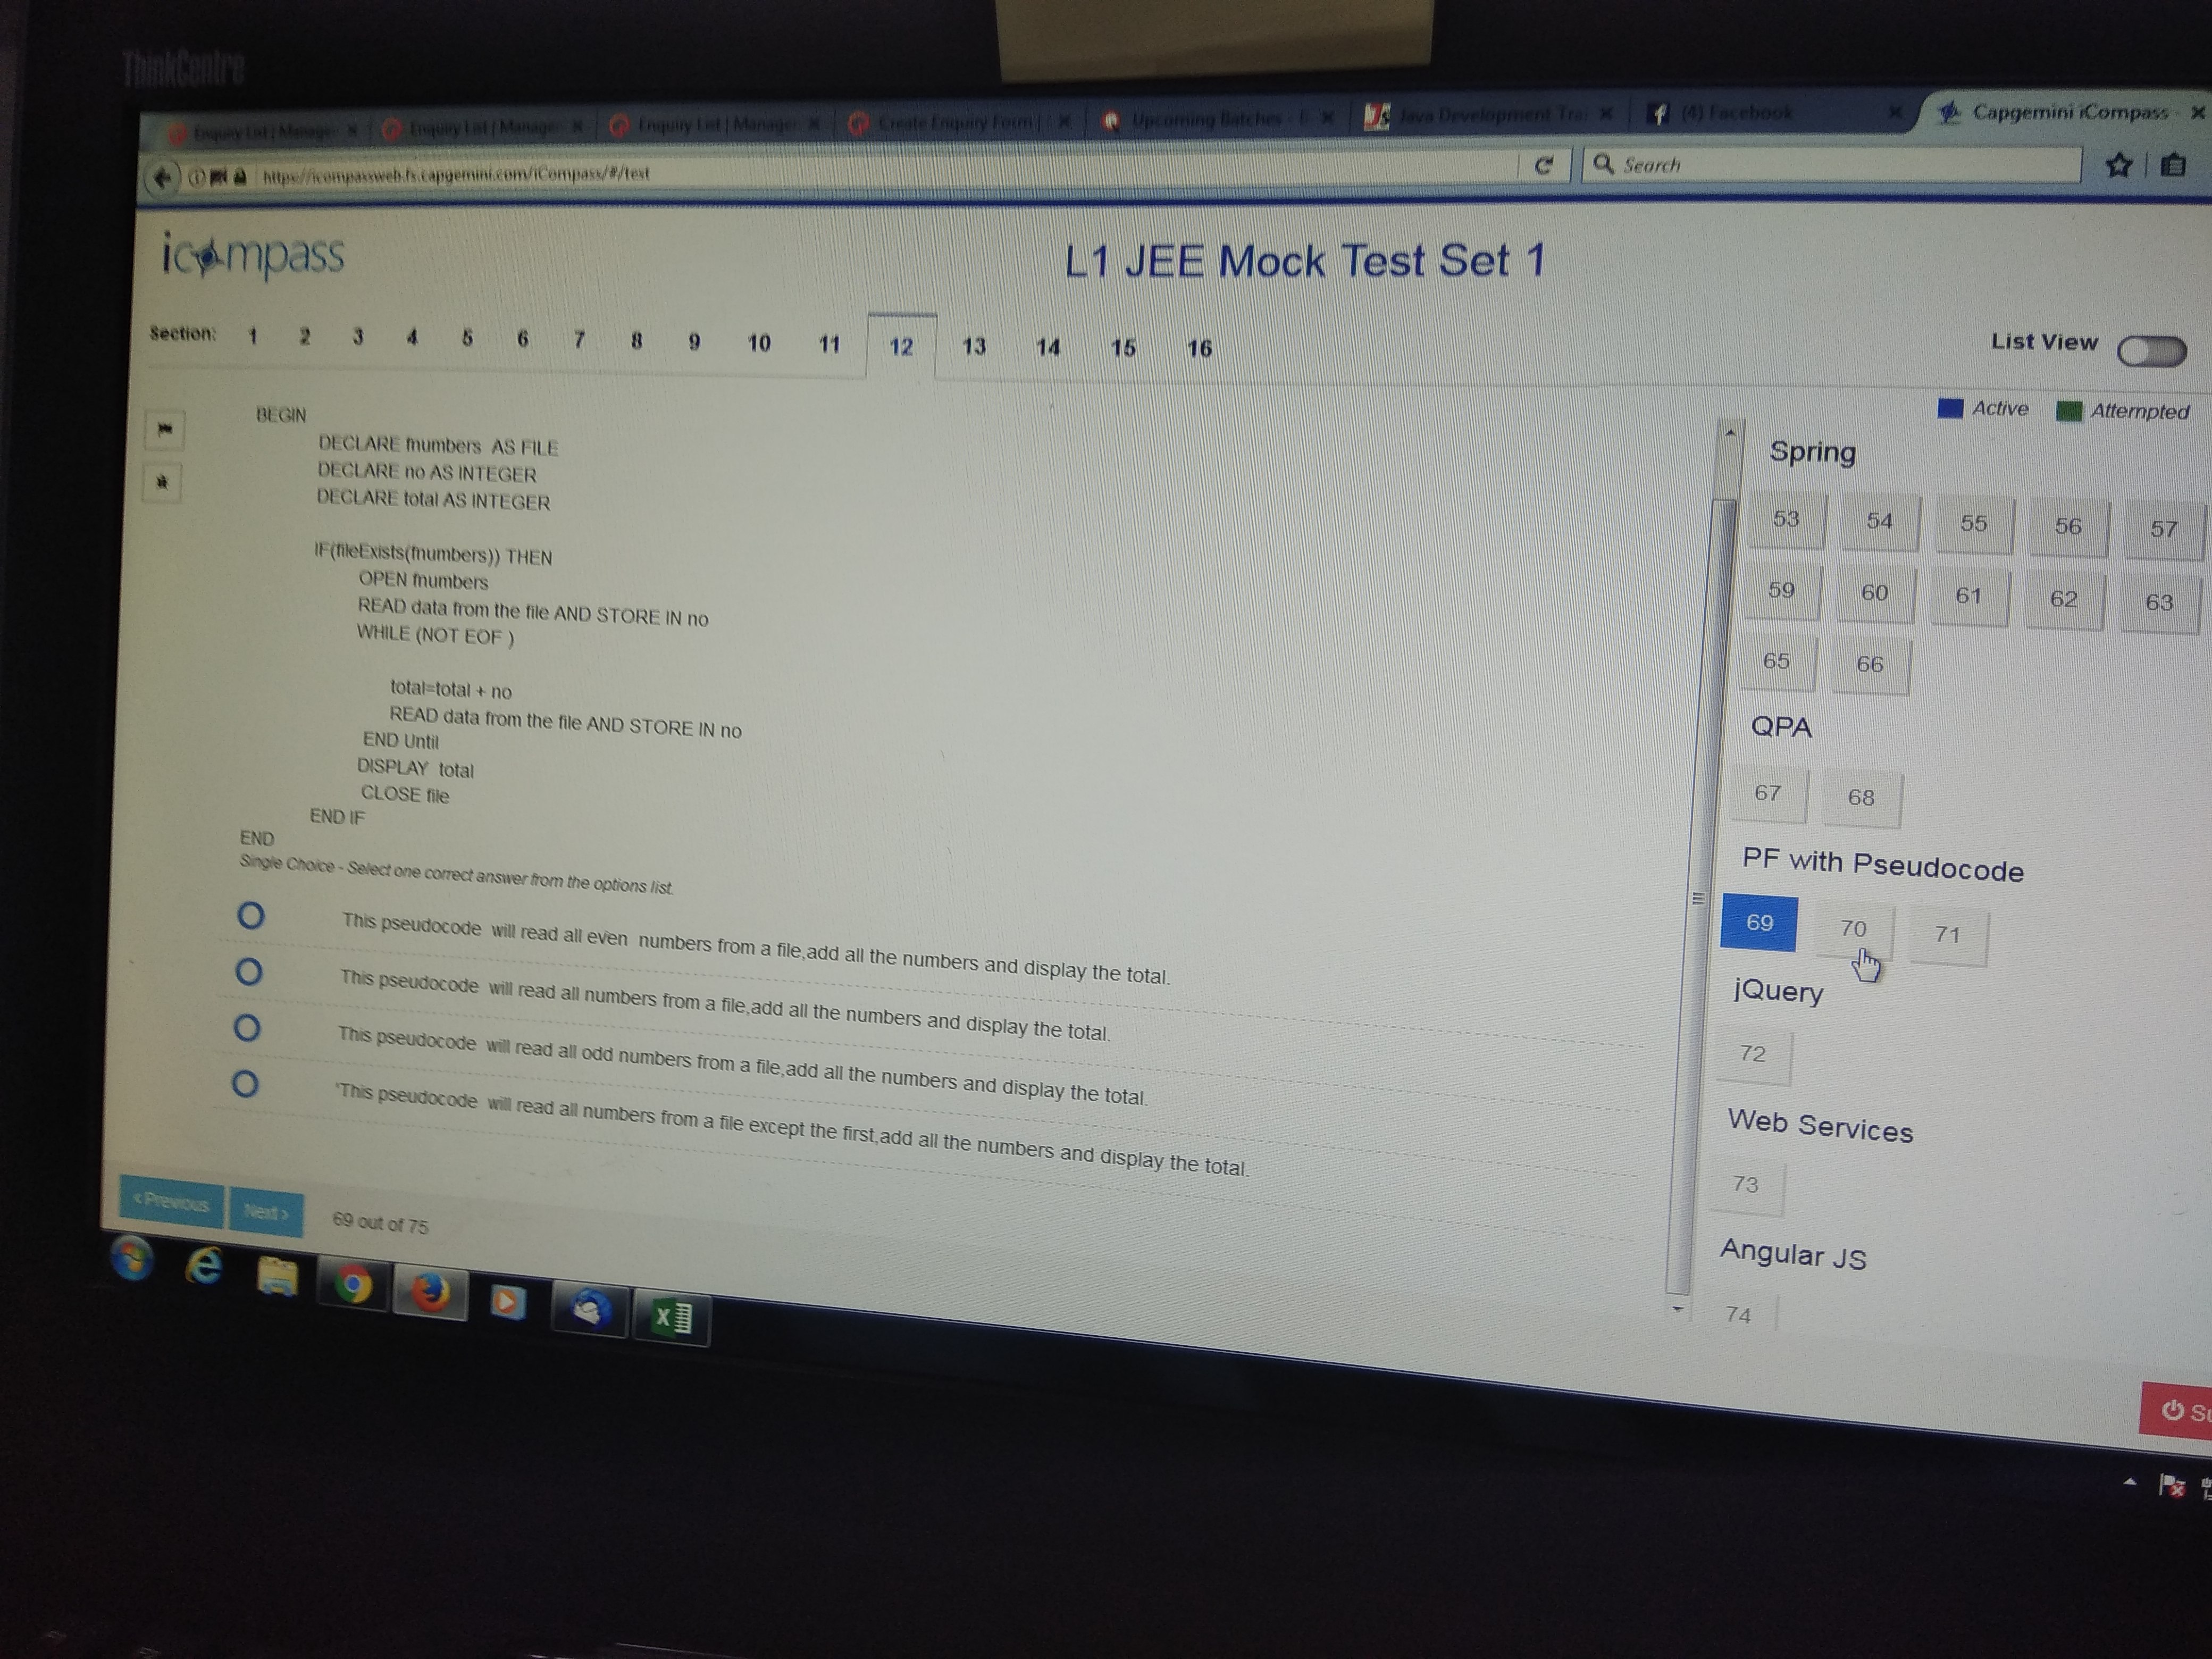 ThinkCentre
Enquiry List | Manager
Enquiry List | Manager
Enquiry List | Manager
Create Enquiry Form |
Upcoming Batches -
Java Development Tra
(4) Facebook
Capgemini iCompass
https://icompassweb.fs.capgemini.com/iCompass/#/text
Search
icompass
L1 JEE Mock Test Set 1
Section: 1 2 3 4 5 6 7 8 9 10 11 12 13 14 15 16
List View
Active Attempted
BEGIN
DECLARE fnumbers AS FILE
DECLARE no AS INTEGER
DECLARE total AS INTEGER
IF(fileExists(fnumbers)) THEN
OPEN fnumbers
READ data from the file AND STORE IN no
WHILE (NOT EOF )
total=total + no
READ data from the file AND STORE IN no
END Until
DISPLAY total
CLOSE file
END IF
END
Single Choice - Select one correct answer from the options list.
This pseudocode will read all even numbers from a file,add all the numbers and display the total.
This pseudocode will read all numbers from a file,add all the numbers and display the total.
This pseudocode will read all odd numbers from a file,add all the numbers and display the total.
'This pseudocode will read all numbers from a file except the first,add all the numbers and display the total.
< Previous
Next >
69 out of 75
Spring
53 54 55 56 57
59 60 61 62 63
65 66
QPA
67 68
PF with Pseudocode
69 70 71
jQuery
72
Web Services
73
Angular JS
74